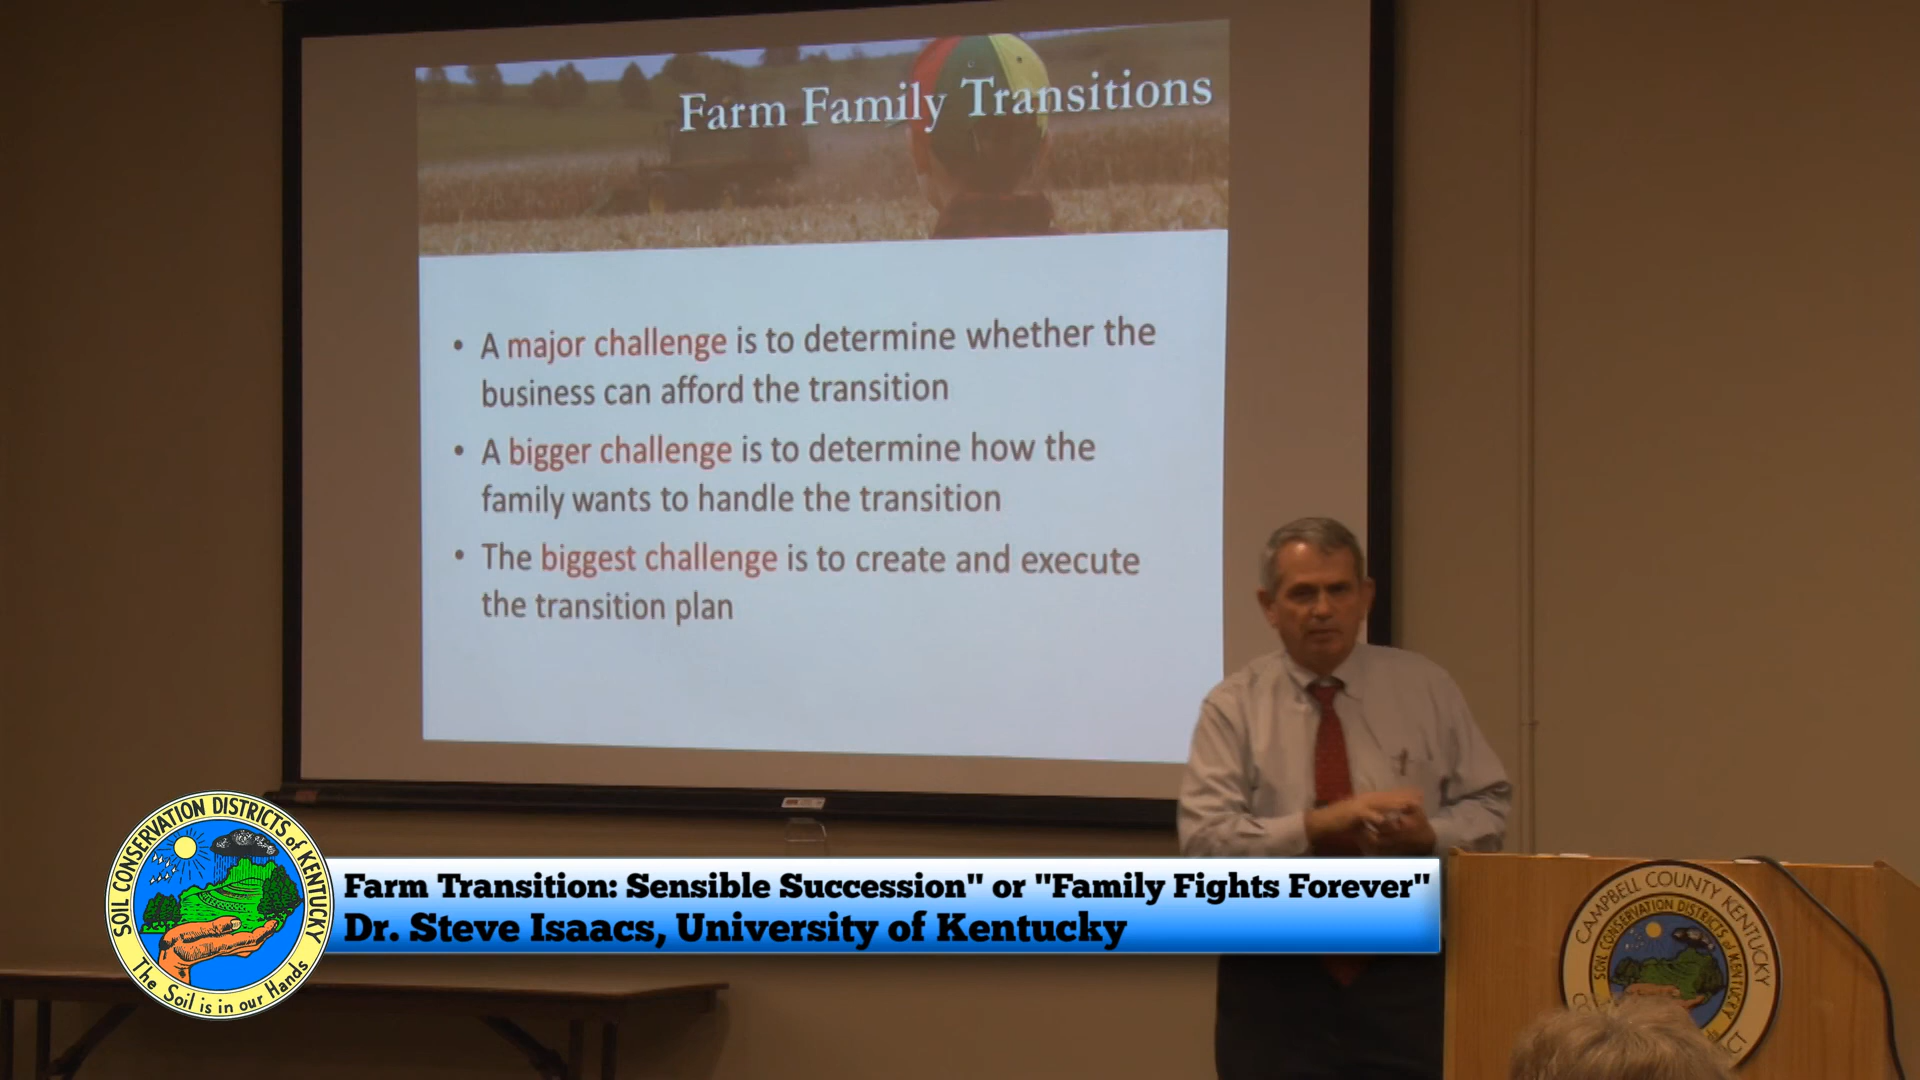 Farm Family Transitions
• A major challenge is to determine whether the
business can afford the transition
• A bigger challenge is to determine how the
family wants to handle the transition
• The biggest challenge is to create and execute
the transition plan
SOIL CONSERVATION DISTRICTS of KENTUCKY
The Soil is in our Hands
Farm Transition: Sensible Succession" or "Family Fights Forever"
Dr. Steve Isaacs, University of Kentucky
CAMPBELL COUNTY KENTUCKY
SOIL CONSERVATION DISTRICTS of KENTUCKY